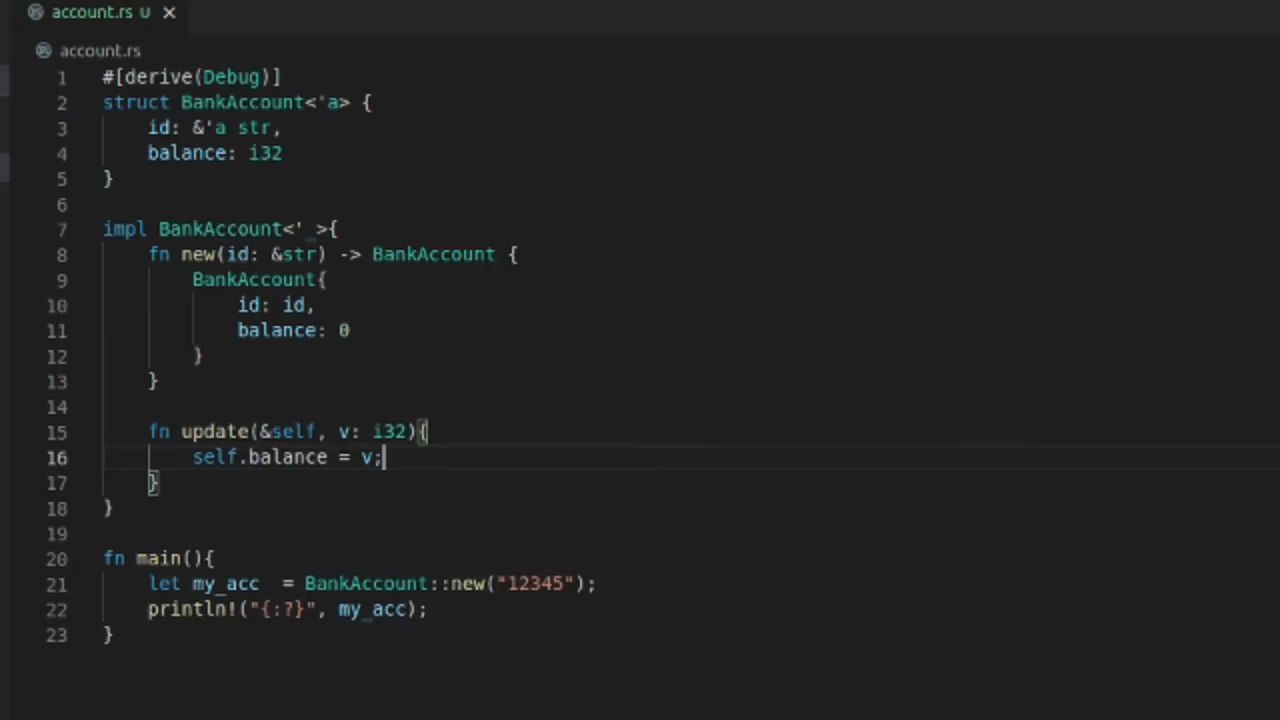 account.rs U ×
account.rs
1 #[derive(Debug)]
2 struct BankAccount<'a> {
3     id: &'a str,
4     balance: i32
5 }
6
7 impl BankAccount<'_>{
8     fn new(id: &str) -> BankAccount {
9         BankAccount{
10             id: id,
11             balance: 0
12         }
13     }
14
15     fn update(&self, v: i32){
16         self.balance = v;
17     }
18 }
19
20 fn main(){
21     let my_acc  = BankAccount::new("12345");
22     println!("{:?}", my_acc);
23 }